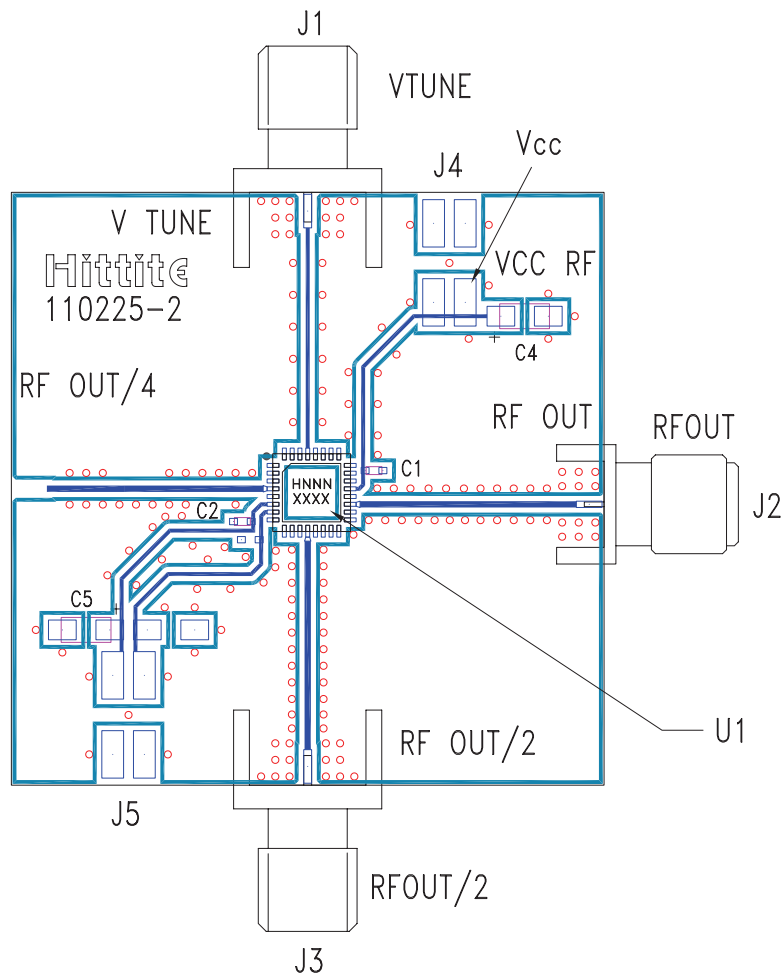 J1
VTUNE
Vcc
J4
V TUNE
Hittite
110225-2
VCC RF
C4
RF OUT/4
RF OUT
RFOUT
C1
HNNN
XXXX
J2
C2
C5
RF OUT/2
U1
J5
RFOUT/2
J3